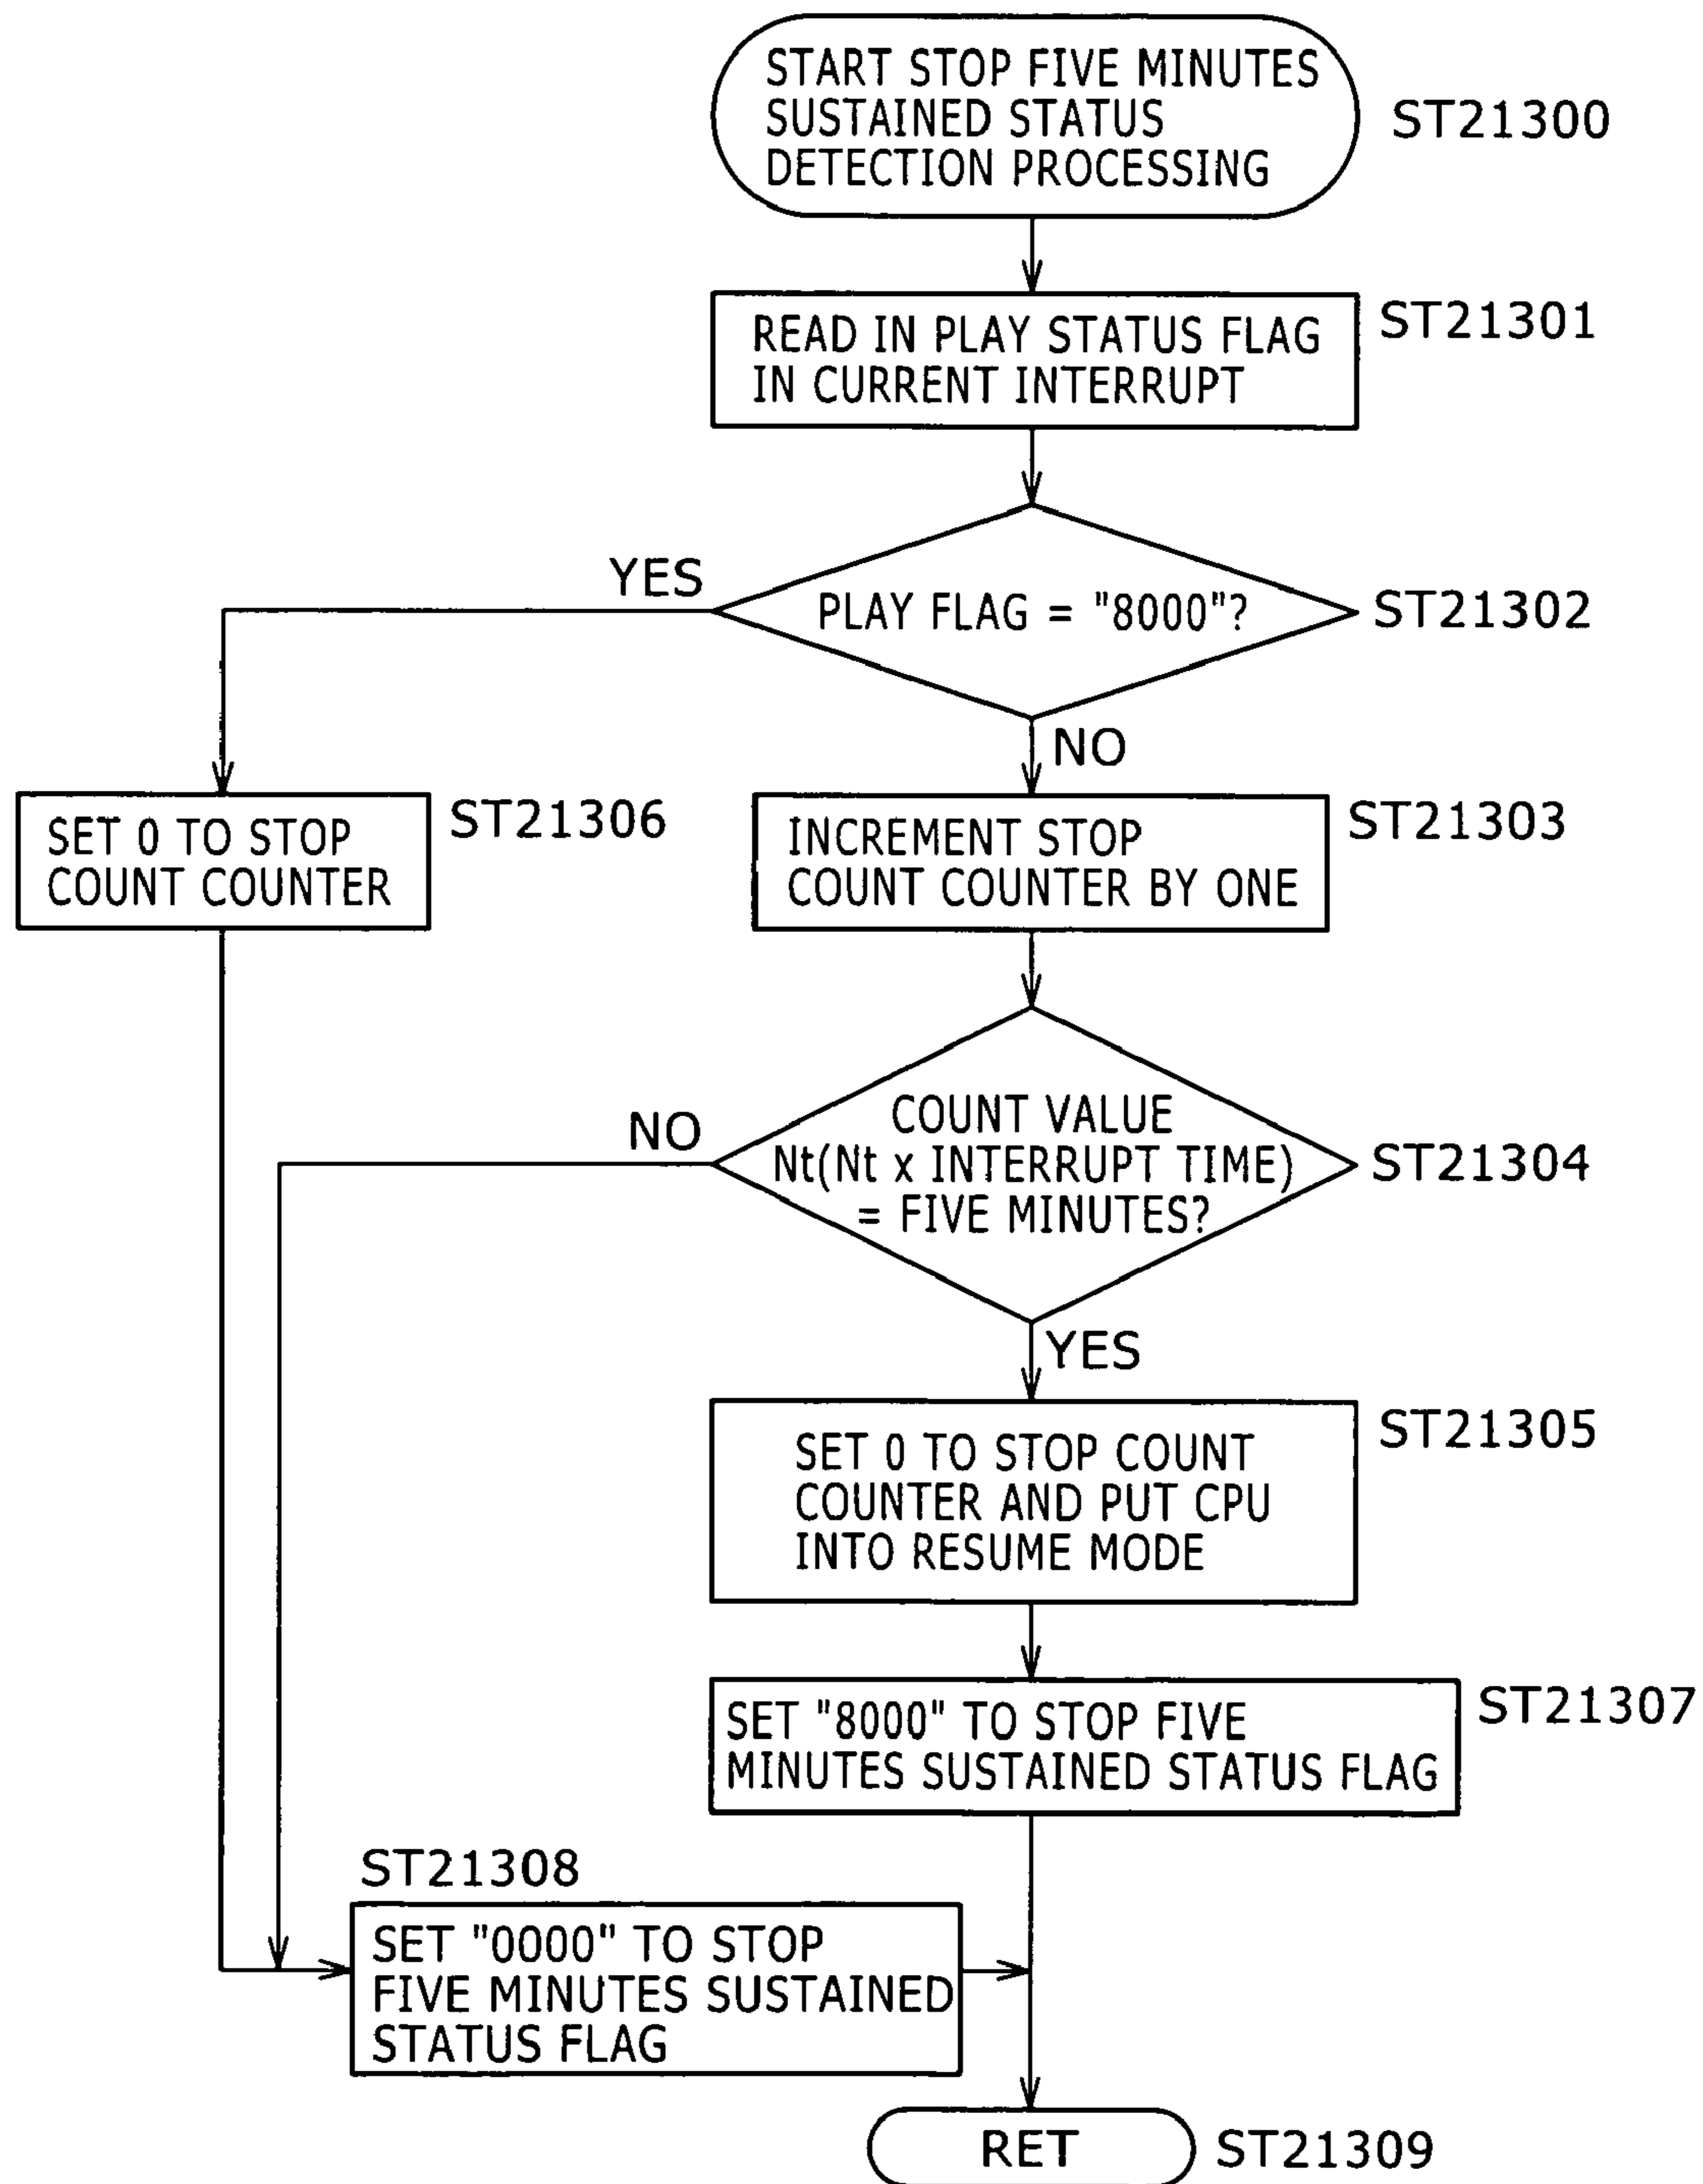 START STOP FIVE MINUTES
SUSTAINED STATUS
DETECTION PROCESSING
ST21300
READ IN PLAY STATUS FLAG
IN CURRENT INTERRUPT
ST21301
YES
PLAY FLAG = "8000"?
ST21302
NO
SET 0 TO STOP
COUNT COUNTER
ST21306
INCREMENT STOP
COUNT COUNTER BY ONE
ST21303
NO
COUNT VALUE
Nt(Nt x INTERRUPT TIME)
= FIVE MINUTES?
ST21304
YES
SET 0 TO STOP COUNT
COUNTER AND PUT CPU
INTO RESUME MODE
ST21305
SET "8000" TO STOP FIVE
MINUTES SUSTAINED STATUS FLAG
ST21307
ST21308
SET "0000" TO STOP
FIVE MINUTES SUSTAINED
STATUS FLAG
RET
ST21309